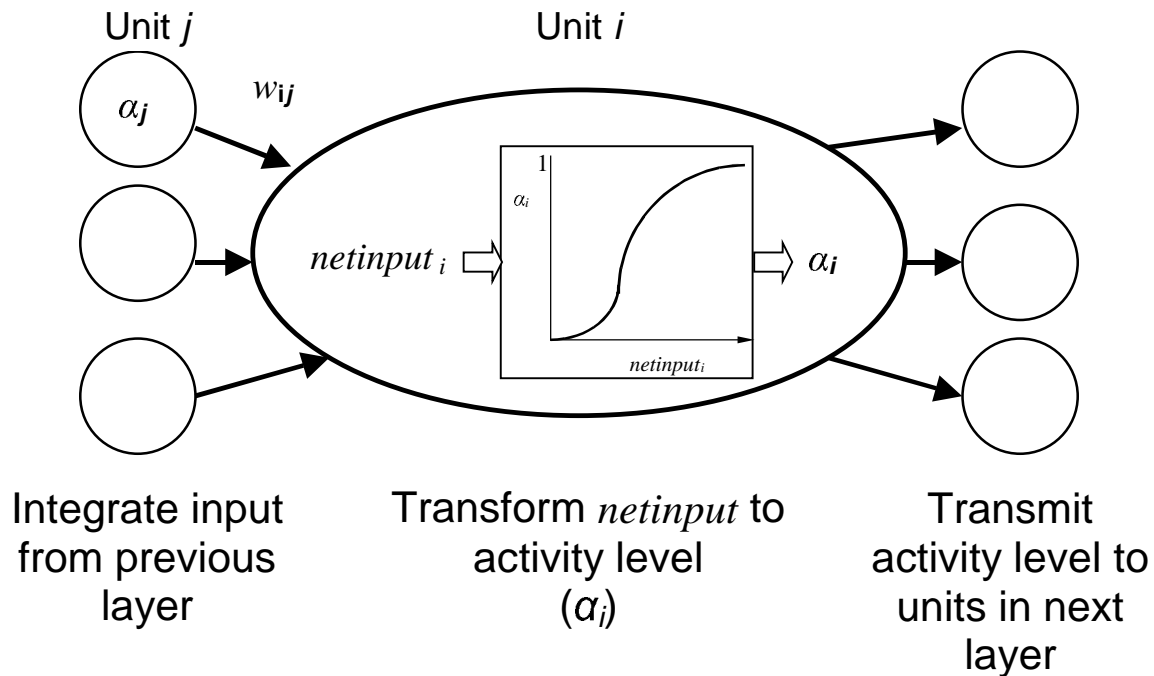 Unit j
Unit i
αj
wij
1
αi
netinput i
αi
netinputi
Integrate input
from previous
layer
Transform netinput to
activity level
(αi)
Transmit
activity level to
units in next
layer